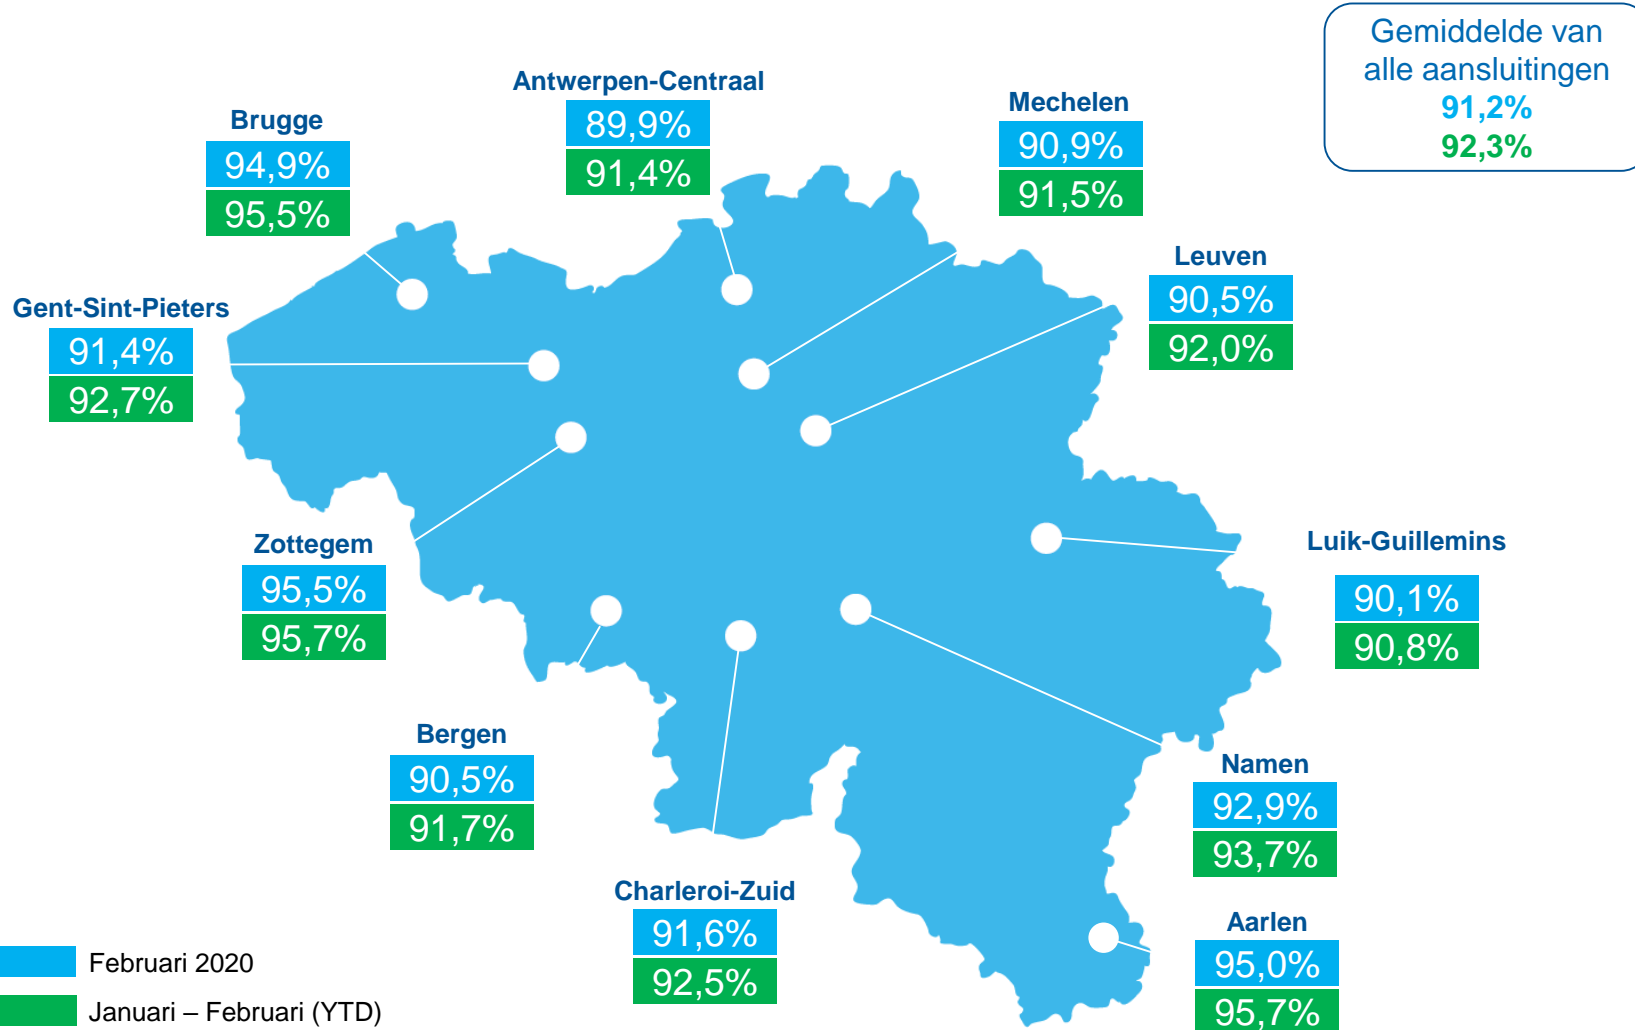 Gemiddelde van
alle aansluitingen
91,2%
92,3%
Antwerpen-Centraal
89,9%
91,4%
Mechelen
90,9%
91,5%
Brugge
94,9%
95,5%
Leuven
90,5%
92,0%
Gent-Sint-Pieters
91,4%
92,7%
Zottegem
95,5%
95,7%
Luik-Guillemins
90,1%
90,8%
Bergen
90,5%
91,7%
Namen
92,9%
93,7%
Charleroi-Zuid
91,6%
92,5%
Aarlen
95,0%
95,7%
Februari 2020
Januari – Februari (YTD)